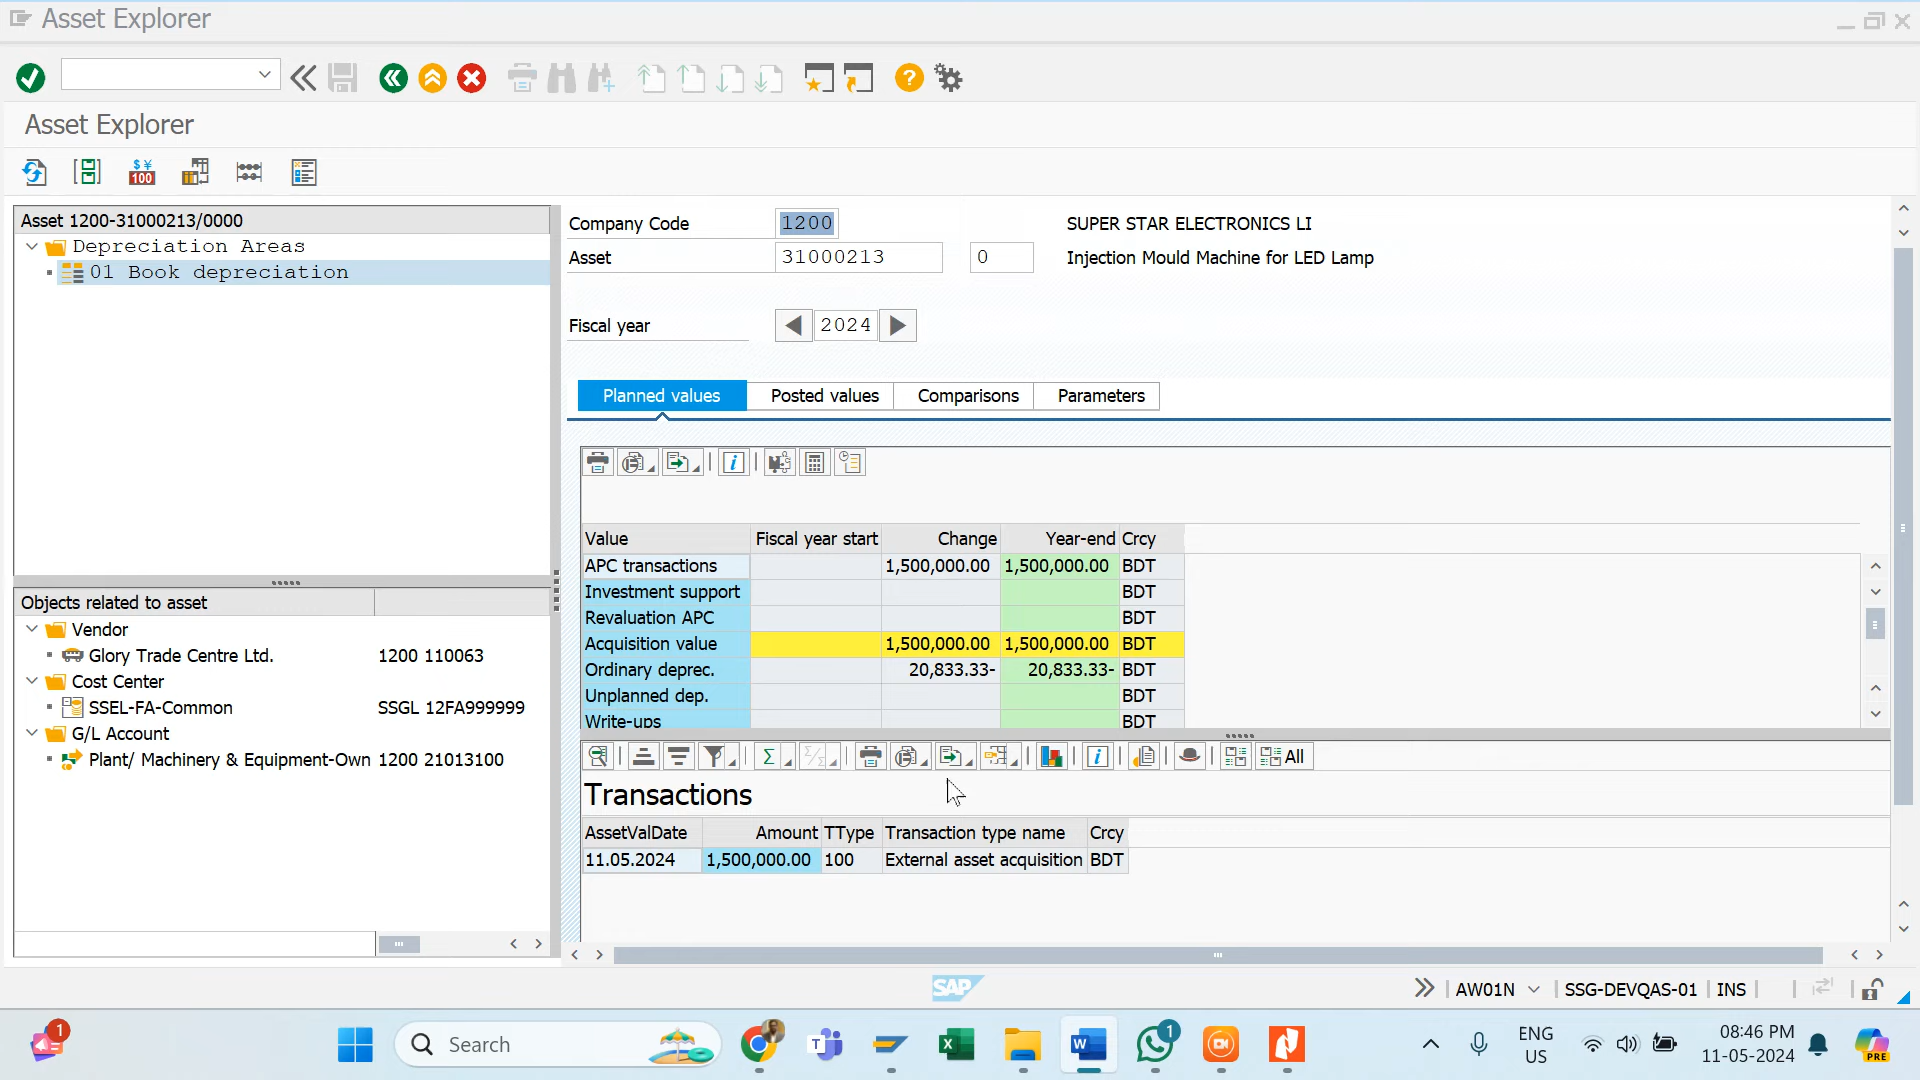 Asset Explorer
Asset Explorer
$ ¥
100
Asset 1200-31000213/0000
Depreciation Areas
01 Book depreciation
Objects related to asset
Vendor
Glory Trade Centre Ltd. 1200 110063
Cost Center
SSEL-FA-Common SSGL 12FA999999
G/L Account
Plant/ Machinery & Equipment-Own 1200 21013100
Company Code 1200 SUPER STAR ELECTRONICS LI
Asset 31000213 0 Injection Mould Machine for LED Lamp
Fiscal year 2024
Planned values Posted values Comparisons Parameters
Value Fiscal year start Change Year-end Crcy
APC transactions 1,500,000.00 1,500,000.00 BDT
Investment support BDT
Revaluation APC BDT
Acquisition value 1,500,000.00 1,500,000.00 BDT
Ordinary deprec. 20,833.33- 20,833.33- BDT
Unplanned dep. BDT
Write-ups BDT
All
Transactions
AssetValDate Amount TType Transaction type name Crcy
11.05.2024 1,500,000.00 100 External asset acquisition BDT
SAP
AW01N SSG-DEVQAS-01 INS
1
Search
1
ENG
US
08:46 PM
11-05-2024
PRE